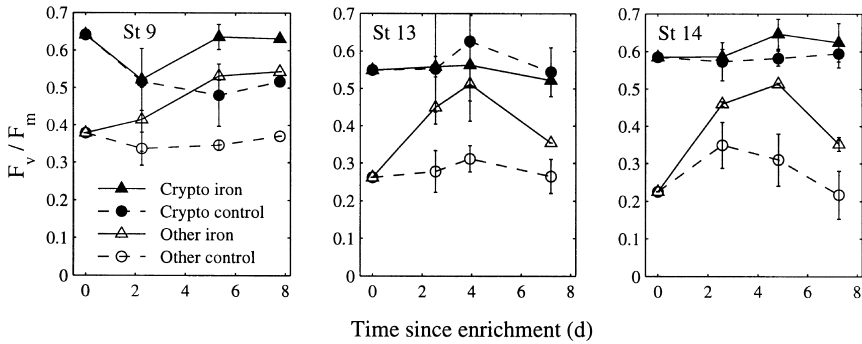 St 9
St 13
St 14
0.7
0.6
0.5
0.4
0.3
0.2
0.1
0
0.7
0.6
0.5
0.4
0.3
0.2
0.1
0
0.7
0.6
0.5
0.4
0.3
0.2
0.1
0
Fv / Fm
Crypto iron
Crypto control
Other iron
Other control
0 2 4 6 8
0 2 4 6 8
0 2 4 6 8
Time since enrichment (d)